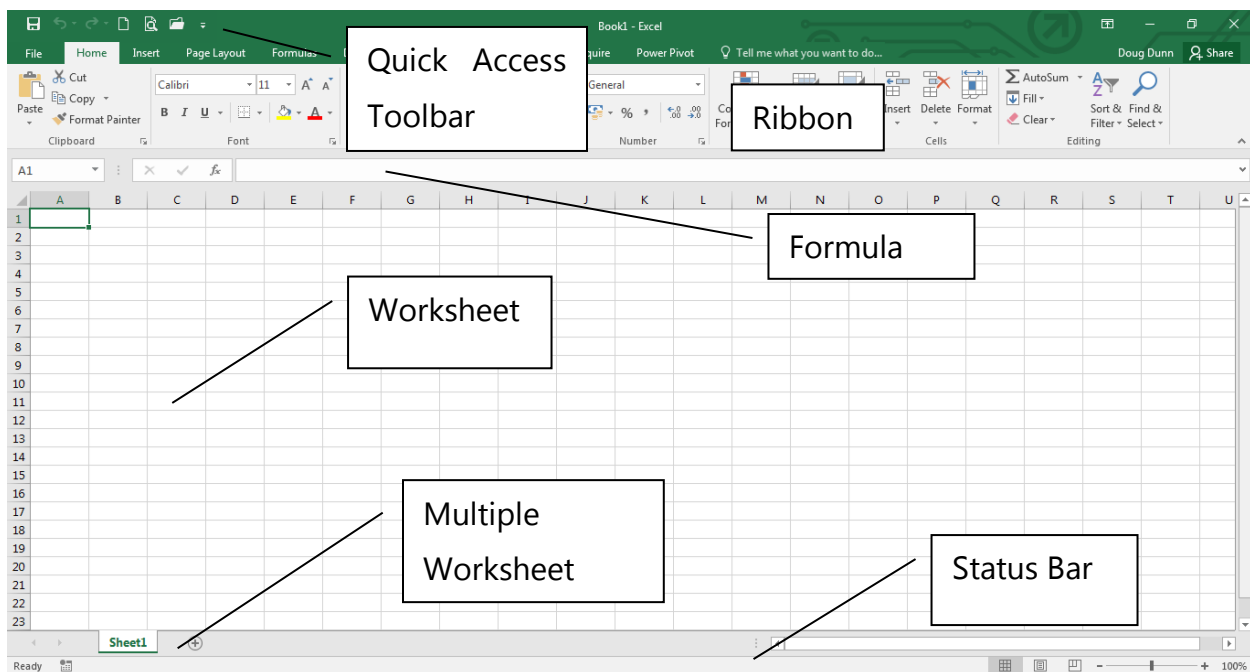 Book1 - Excel
File Home Insert Page Layout Formulas Power Pivot Tell me what you want to do... Doug Dunn Share
Quick Access
Toolbar
Cut
Copy
Format Painter
Paste
Clipboard
Calibri 11 A A
B I U A
Font
General
% , .0 .00 .00 .0
Number
Ribbon
Insert Delete Format
Cells
AutoSum
Fill
Clear
Sort & Find &
Filter Select
Editing
A1 fx
A B C D E F G H I J K L M N O P Q R S T U
1
2
3
4
5
6
7
8
9
10
11
12
13
14
15
16
17
18
19
20
21
22
23
Formula
Worksheet
Multiple
Worksheet
Status Bar
Sheet1
Ready 100%